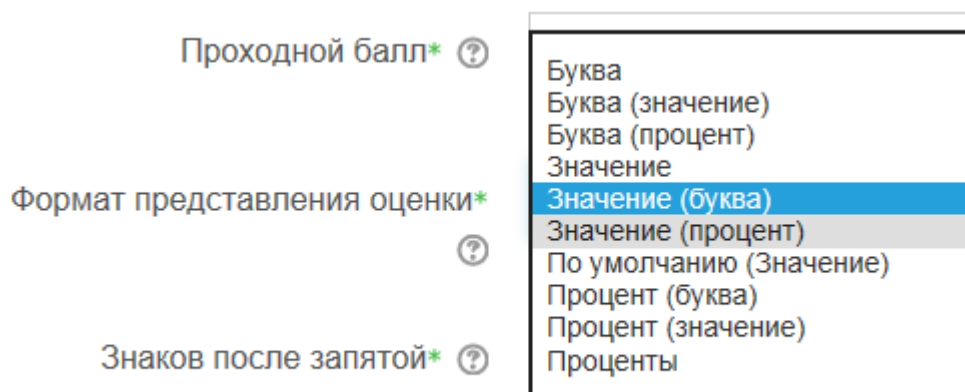 Проходной балл* ?
Формат представления оценки*
?
Знаков после запятой* ?
Буква
Буква (значение)
Буква (процент)
Значение
Значение (буква)
Значение (процент)
По умолчанию (Значение)
Процент (буква)
Процент (значение)
Проценты